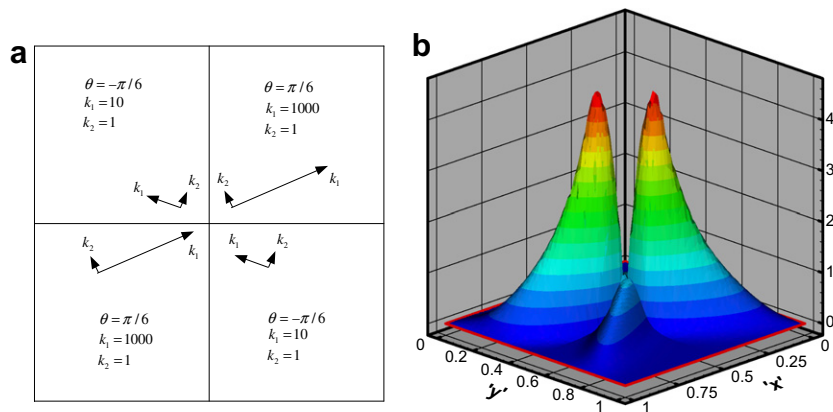 a
θ = −π / 6
k₁ = 10
k₂ = 1
θ = π / 6
k₁ = 1000
k₂ = 1
k₁
k₂
k₂
k₁
k₂
k₁
k₁
k₂
θ = π / 6
k₁ = 1000
k₂ = 1
θ = −π / 6
k₁ = 10
k₂ = 1
b
4
3
2
1
0
0
0.2
0.4
0.6
0.8
1
'y'
0
0.25
0.5
0.75
1
'x'